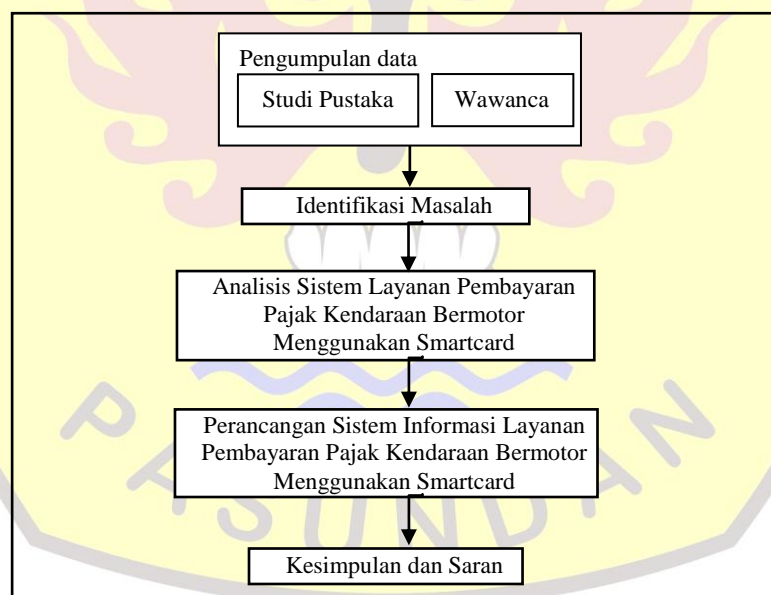 Pengumpulan data
Studi Pustaka
Wawanca
Identifikasi Masalah
Analisis Sistem Layanan Pembayaran
Pajak Kendaraan Bermotor
Menggunakan Smartcard
Perancangan Sistem Informasi Layanan
Pembayaran Pajak Kendaraan Bermotor
Menggunakan Smartcard
Kesimpulan dan Saran
PASUNDAN